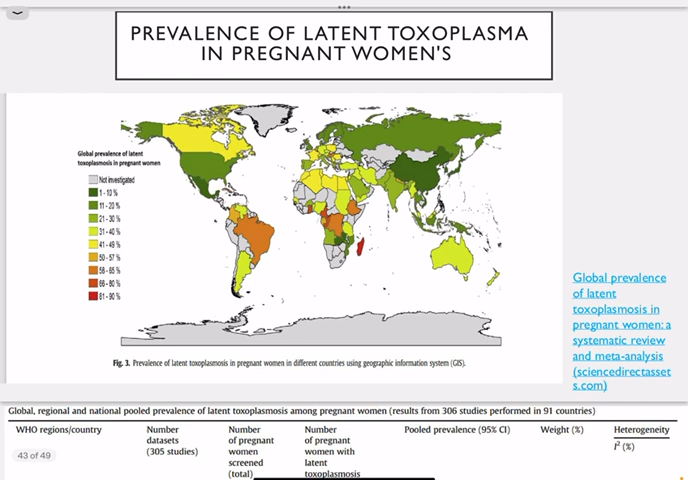 PREVALENCE OF LATENT TOXOPLASMA
IN PREGNANT WOMEN'S
Global prevalence of latent
toxoplasmosis in pregnant women
Not investigated
1 - 10 %
11 - 20 %
21 - 30 %
31 - 40 %
41 - 49 %
50 - 57 %
58 - 65 %
66 - 80 %
81 - 90 %
Fig. 3. Prevalence of latent toxoplasmosis in pregnant women in different countries using geographic information system (GIS).
Global prevalence
of latent
toxoplasmosis in
pregnant women: a
systematic review
and meta-analysis
(sciencedirectasset
s.com)
Global, regional and national pooled prevalence of latent toxoplasmosis among pregnant women (results from 306 studies performed in 91 countries)
WHO regions/country
Number
datasets
(305 studies)
Number
of pregnant
women
screened
(total)
Number
of pregnant
women with
latent
toxoplasmosis
Pooled prevalence (95% CI)
Weight (%)
Heterogeneity
I² (%)
43 of 49